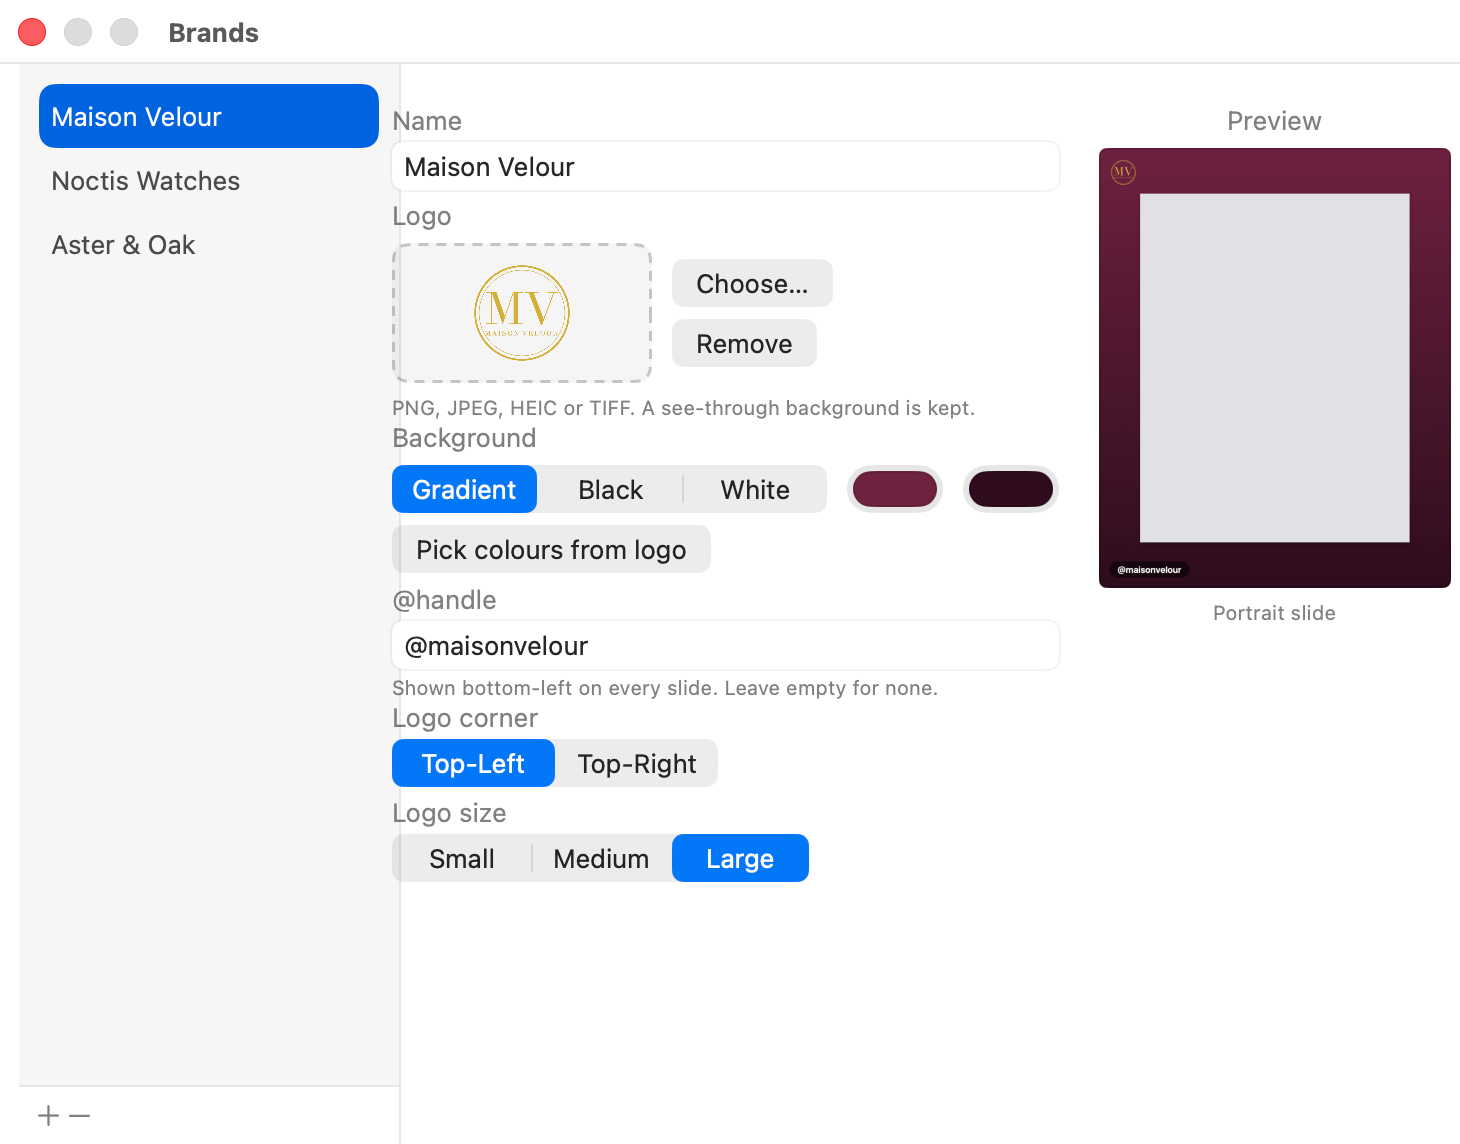 Brands
Maison Velour
Noctis Watches
Aster & Oak
Name
Maison Velour
Logo
MV
MAISON VELOUR
Choose...
Remove
PNG, JPEG, HEIC or TIFF. A see-through background is kept.
Background
Gradient Black White
Pick colours from logo
@handle
@maisonvelour
Shown bottom-left on every slide. Leave empty for none.
Logo corner
Top-Left Top-Right
Logo size
Small Medium Large
Preview
MV
@maisonvelour
Portrait slide